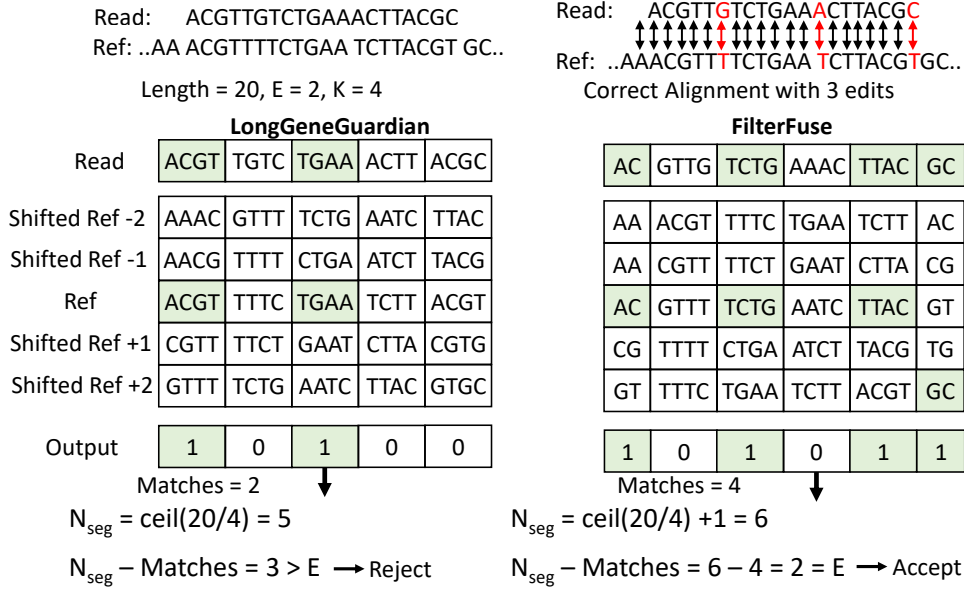 Read: ACGTTGTCTGAAACTTACGC
Ref: ..AA ACGTTTTCTGAA TCTTACGT GC..
Length = 20, E = 2, K = 4
LongGeneGuardian
Read ACGT TGTC TGAA ACTT ACGC
Shifted Ref -2 AAAC GTTT TCTG AATC TTAC
Shifted Ref -1 AACG TTTT CTGA ATCT TACG
Ref ACGT TTTC TGAA TCTT ACGT
Shifted Ref +1 CGTT TTCT GAAT CTTA CGTG
Shifted Ref +2 GTTT TCTG AATC TTAC GTGC
Output 1 0 1 0 0
Matches = 2
Nseg = ceil(20/4) = 5
Nseg – Matches = 3 > E → Reject
Read: ACGTTGTCTGAAACTTACGC
Ref: ..AAACGTTTTCTGAA TCTTACGTGC..
Correct Alignment with 3 edits
FilterFuse
AC GTTG TCTG AAAC TTAC GC
AA ACGT TTTC TGAA TCTT AC
AA CGTT TTCT GAAT CTTA CG
AC GTTT TCTG AATC TTAC GT
CG TTTT CTGA ATCT TACG TG
GT TTTC TGAA TCTT ACGT GC
1 0 1 0 1 1
Matches = 4
Nseg = ceil(20/4) +1 = 6
Nseg – Matches = 6 – 4 = 2 = E → Accept